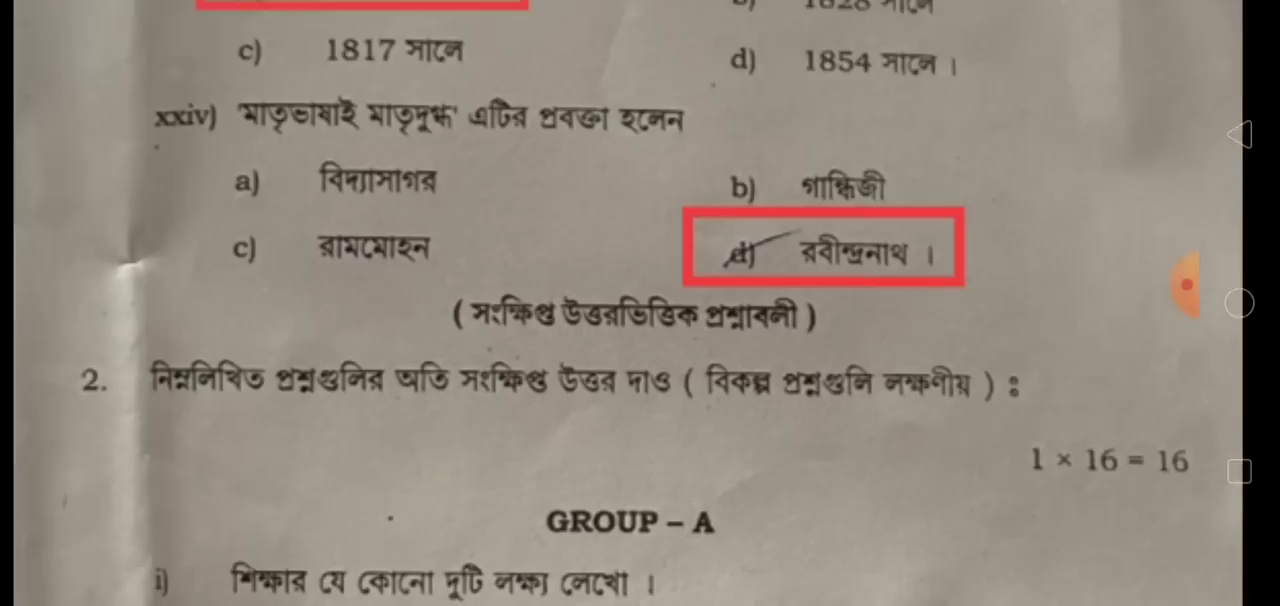 b) 1828 সালে
c) 1817 সালে d) 1854 সালে ।
xxiv) 'মাতৃভাষাই মাতৃদুগ্ধ' এটির প্রবক্তা হলেন
a) বিদ্যাসাগর b) গান্ধিজী
c) রামমোহন d) রবীন্দ্রনাথ ।
( সংক্ষিপ্ত উত্তরভিত্তিক প্রশ্নাবলী )
2. নিম্নলিখিত প্রশ্নগুলির অতি সংক্ষিপ্ত উত্তর দাও ( বিকল্প প্রশ্নগুলি লক্ষণীয় ) :
1 × 16 = 16
GROUP – A
i) শিক্ষার যে কোনো দুটি লক্ষ্য লেখো ।